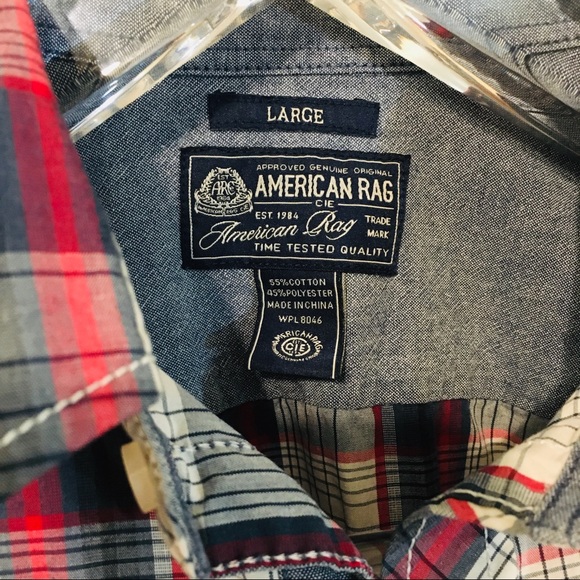 LARGE
APPROVED GENUINE ORIGINAL
ARC
AMERICAN RAG
CIE
EST. 1984
TRADE
MARK
American Rag
TIME TESTED QUALITY
55%COTTON
45%POLYESTER
MADE IN CHINA
WPL 8046
AMERICAN RAG
CIE